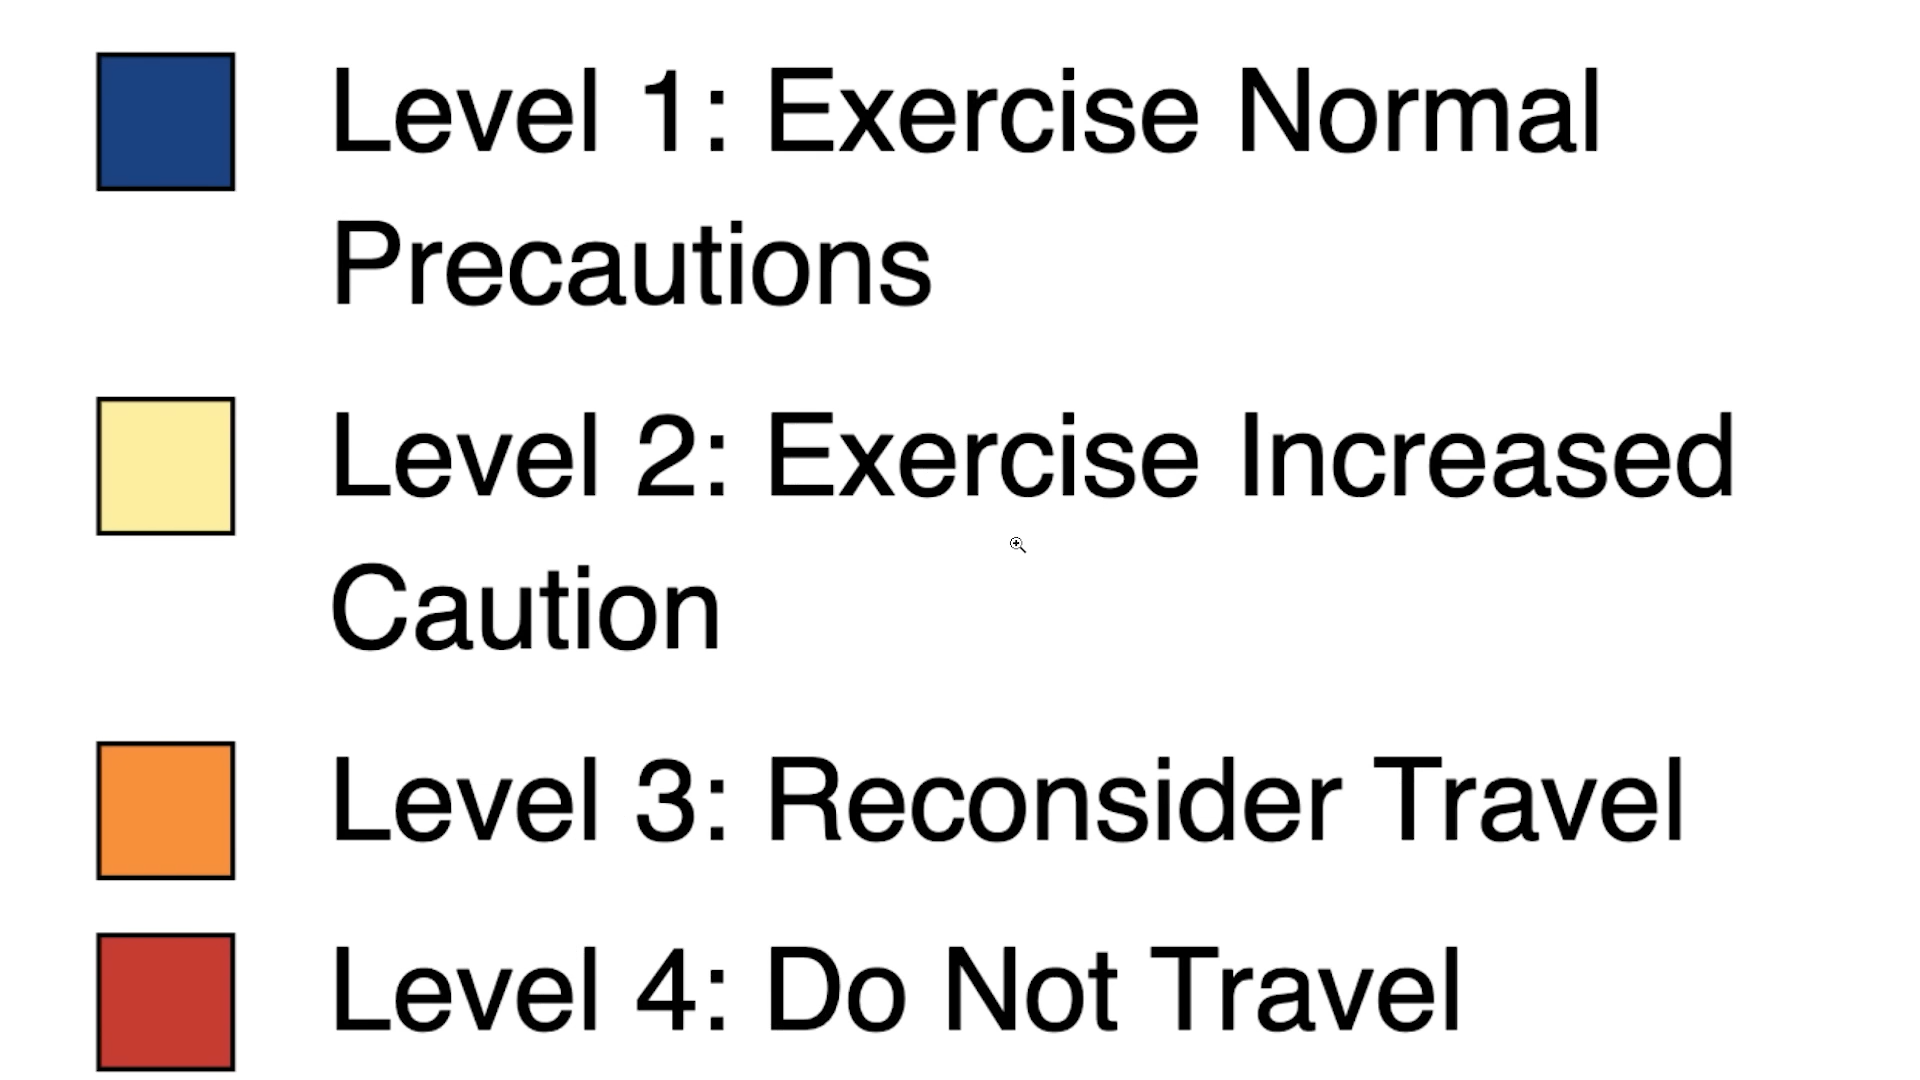 Level 1: Exercise Normal
Precautions
Level 2: Exercise Increased
Caution
Level 3: Reconsider Travel
Level 4: Do Not Travel